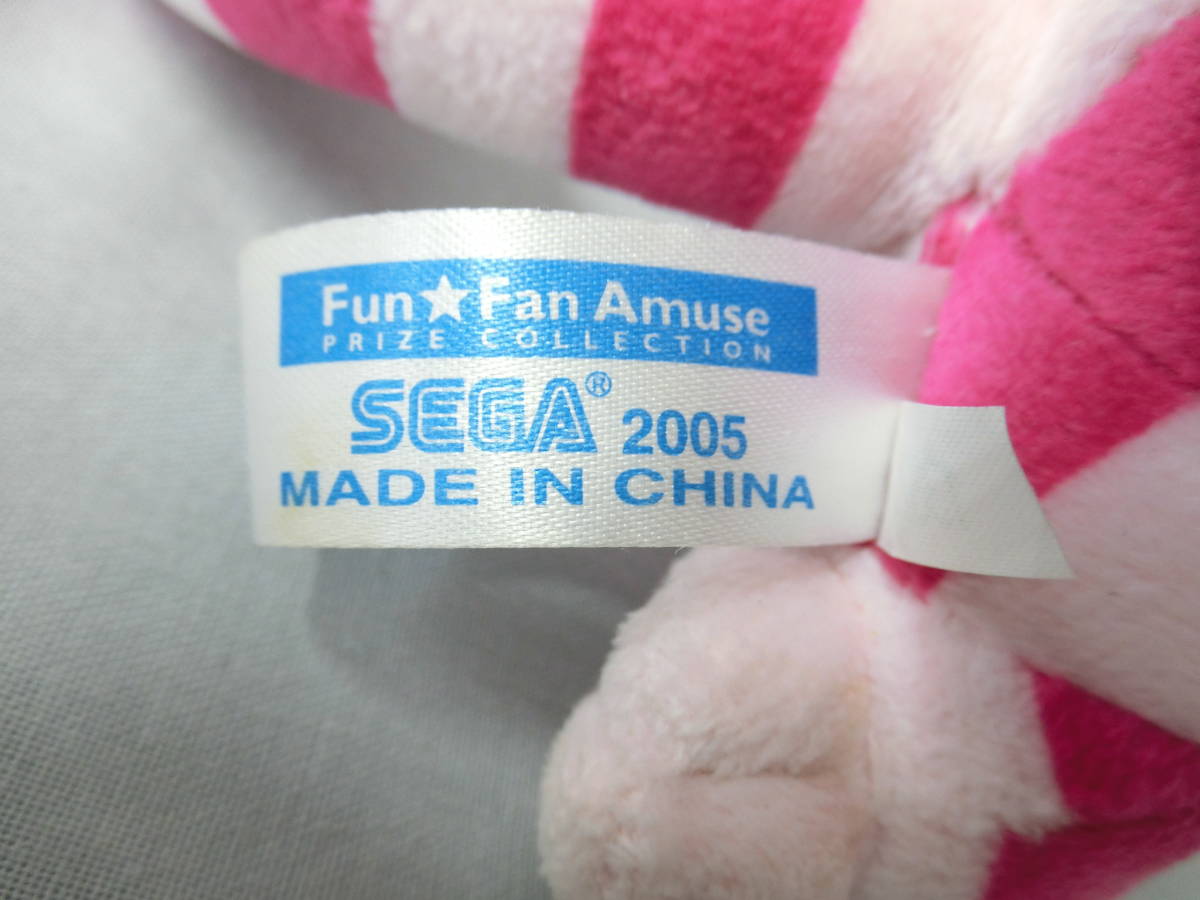 Fun★Fan Amuse
PRIZE COLLECTION
SEGA® 2005
MADE IN CHINA